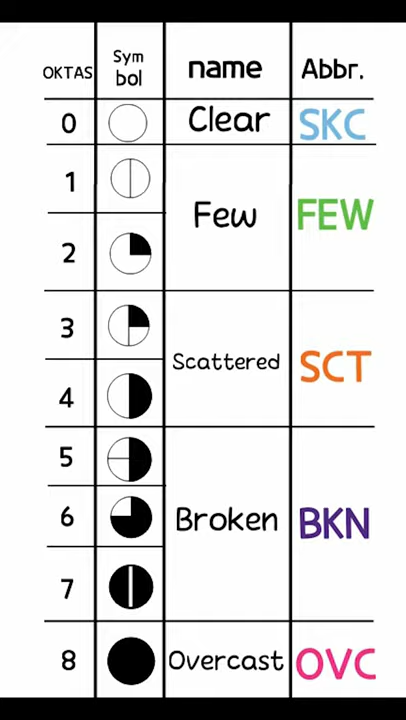 OKTAS Sym bol name Abbr.
0 Clear SKC
1
Few FEW
2
3
Scattered SCT
4
5
6 Broken BKN
7
8 Overcast OVC